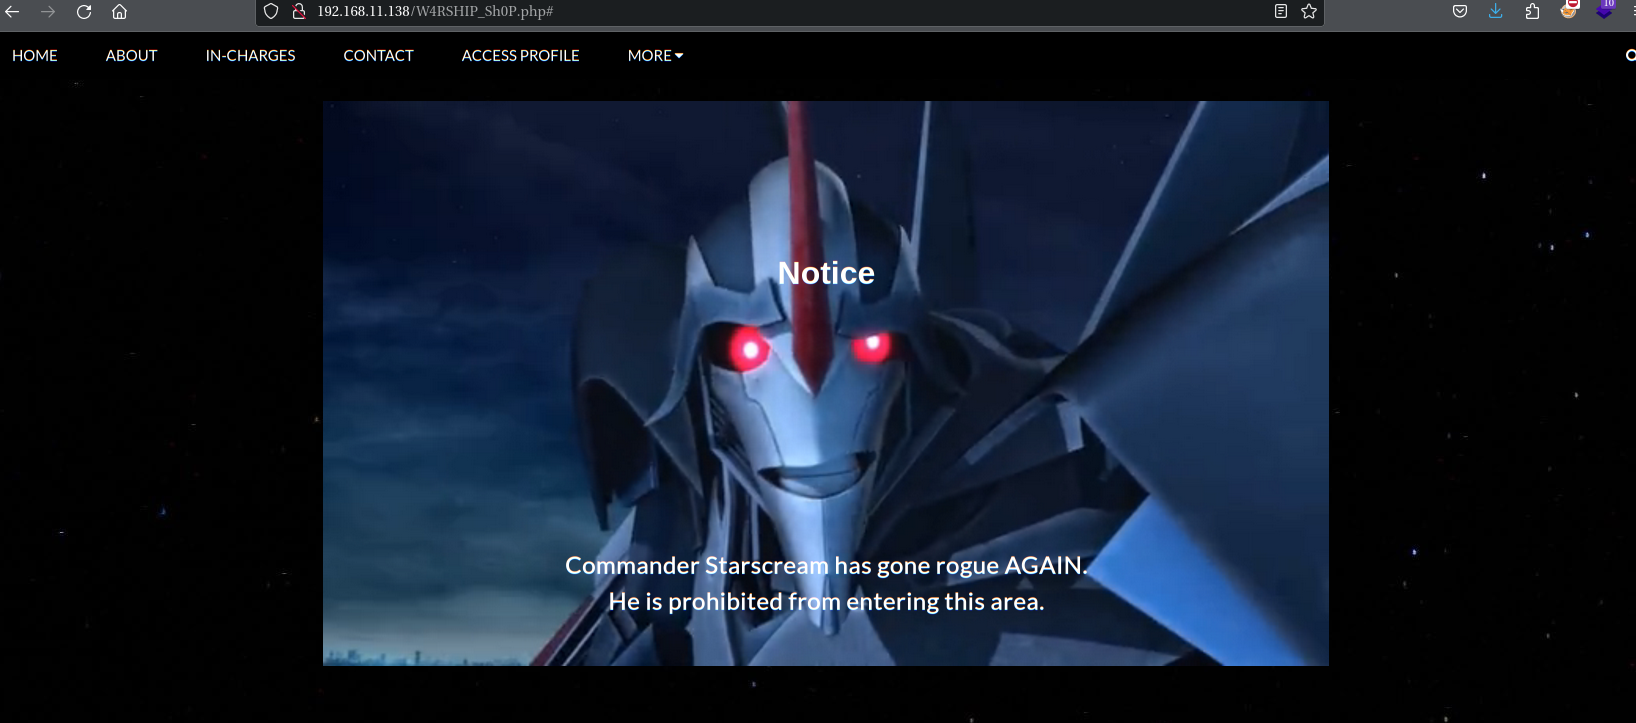 192.168.11.138/W4RSHIP_Sh0P.php#
10
HOME ABOUT IN-CHARGES CONTACT ACCESS PROFILE MORE
Notice
Commander Starscream has gone rogue AGAIN.
He is prohibited from entering this area.